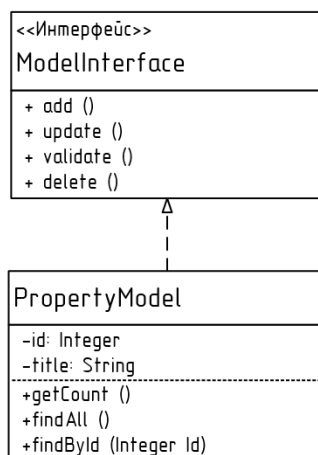 <<Интерфейс>>
ModelInterface
+ add ()
+ update ()
+ validate ()
+ delete ()
PropertyModel
-id: Integer
-title: String
+getCount ()
+findAll ()
+findById (Integer Id)